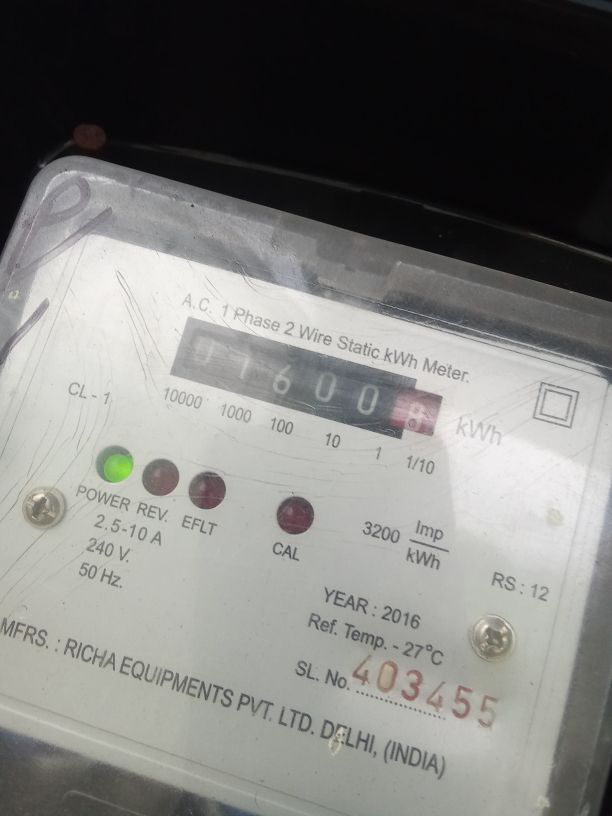 A.C. 1 Phase 2 Wire Static kWh Meter.
01600 8 kWh
CL - 1
10000 1000 100 10 1 1/10
POWER REV. EFLT
CAL
3200 Imp/kWh
2.5-10 A
240 V.
50 Hz.
RS : 12
YEAR : 2016
Ref. Temp. - 27°C
SL. No. 403455
MFRS. : RICHA EQUIPMENTS PVT. LTD. DELHI, (INDIA)